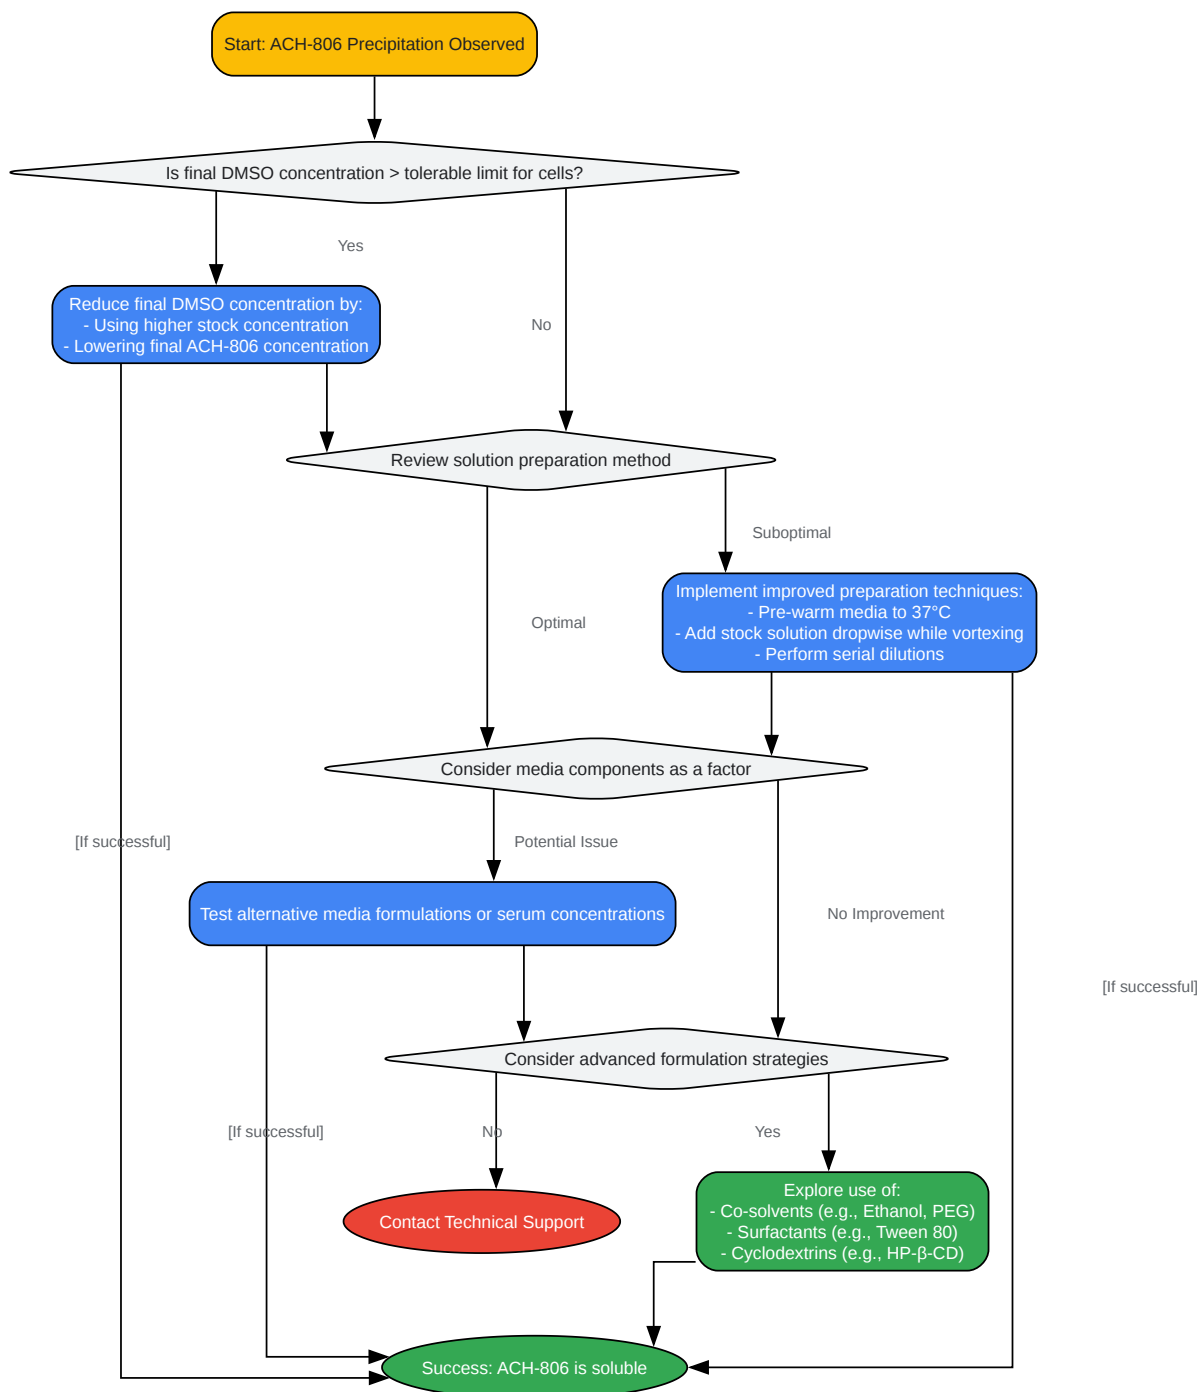 Start: ACH-806 Precipitation Observed
Is final DMSO concentration > tolerable limit for cells?
Yes
Reduce final DMSO concentration by:
- Using higher stock concentration
- Lowering final ACH-806 concentration
No
Review solution preparation method
Suboptimal
Implement improved preparation techniques:
- Pre-warm media to 37°C
- Add stock solution dropwise while vortexing
- Perform serial dilutions
Optimal
Consider media components as a factor
[If successful]
Potential Issue
Test alternative media formulations or serum concentrations
No Improvement
[If successful]
Consider advanced formulation strategies
[If successful]
No
Yes
Explore use of:
- Co-solvents (e.g., Ethanol, PEG)
- Surfactants (e.g., Tween 80)
- Cyclodextrins (e.g., HP-β-CD)
Contact Technical Support
Success: ACH-806 is soluble